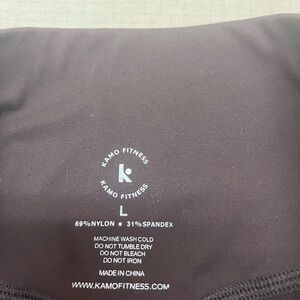 KAMO FITNESS
k
KAMO FITNESS
L
69%NYLON ● 31%SPANDEX
MACHINE WASH COLD
DO NOT TUMBLE DRY
DO NOT BLEACH
DO NOT IRON
MADE IN CHINA
WWW.KAMOFITNESS.COM